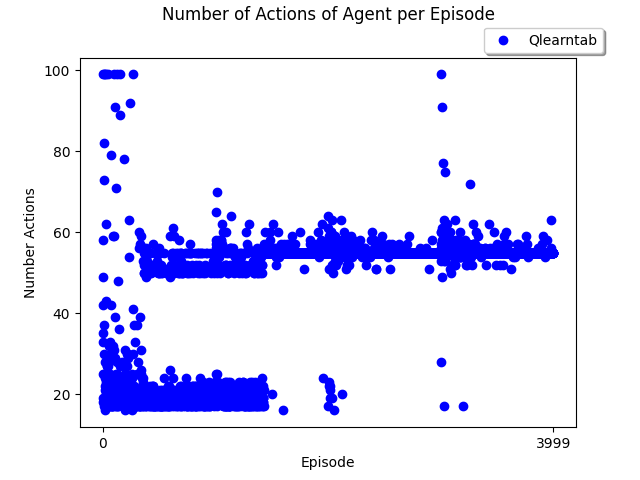 Number of Actions of Agent per Episode
Qlearntab
100
80
60
40
20
Number Actions
0
3999
Episode